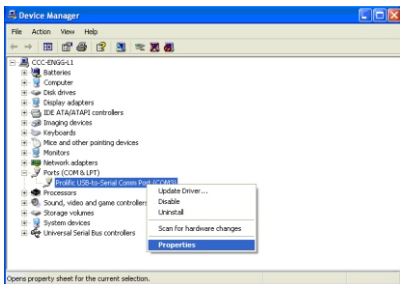 Device Manager
File Action View Help
CCC-ENGG-L1
Batteries
Computer
Disk drives
Display adapters
IDE ATA/ATAPI controllers
Imaging devices
Keyboards
Mice and other pointing devices
Monitors
Network adapters
Ports (COM & LPT)
Prolific USB-to-Serial Comm Port (COM3)
Processors
Sound, video and game controllers
Storage volumes
System devices
Universal Serial Bus controllers
Update Driver...
Disable
Uninstall
Scan for hardware changes
Properties
Opens property sheet for the current selection.